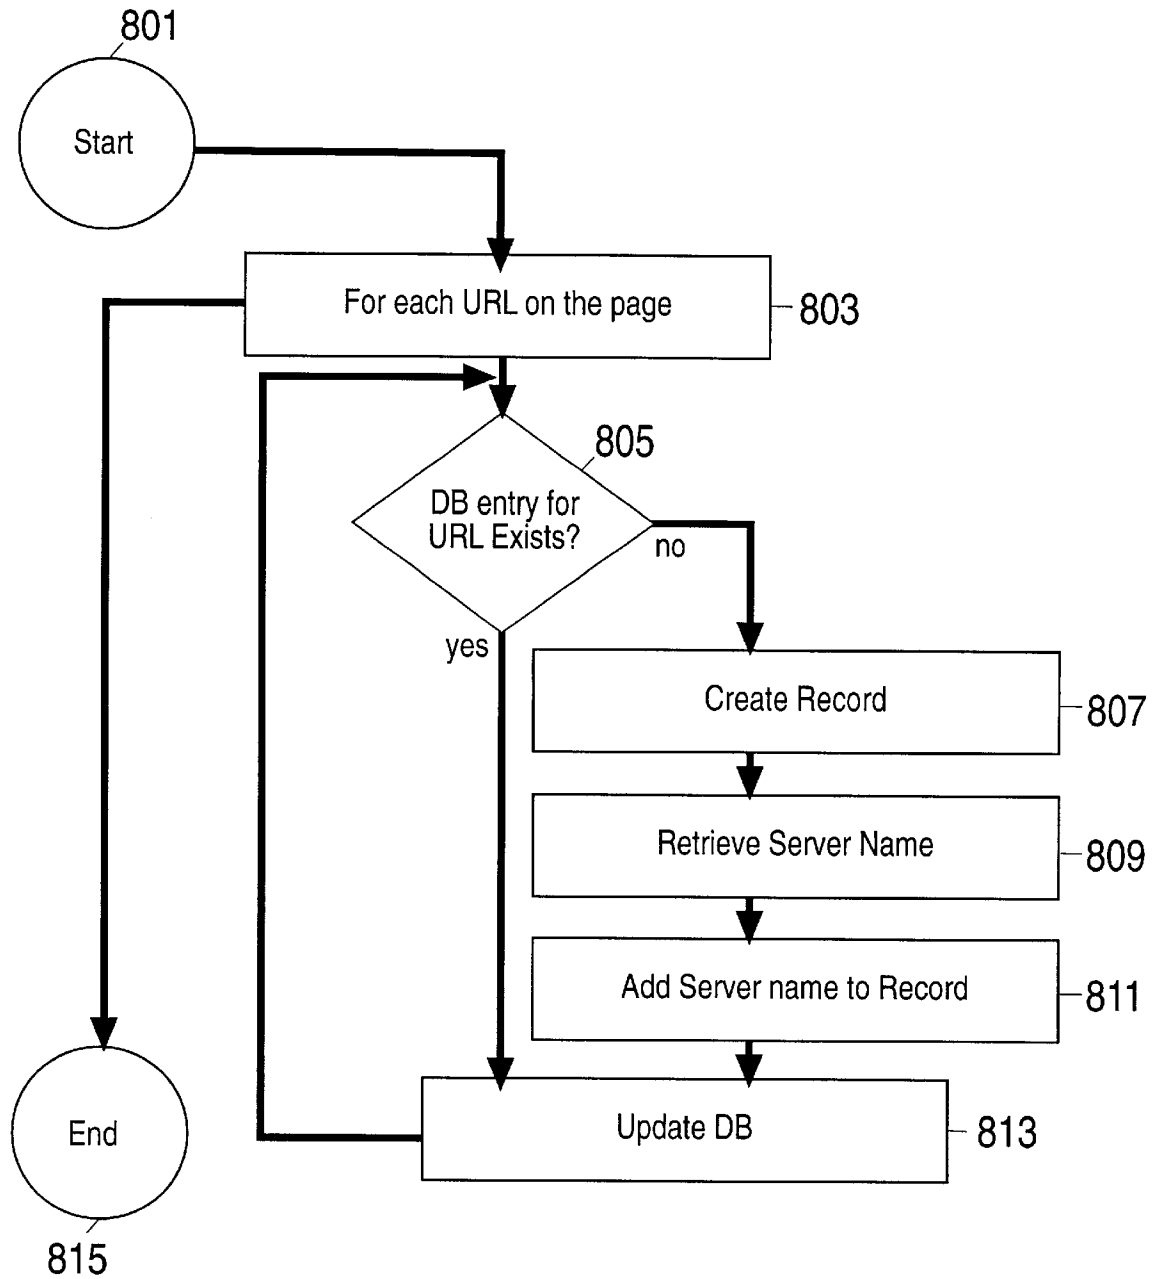 801
Start
For each URL on the page
803
805
DB entry for
URL Exists?
no
yes
Create Record
807
Retrieve Server Name
809
Add Server name to Record
811
Update DB
813
End
815